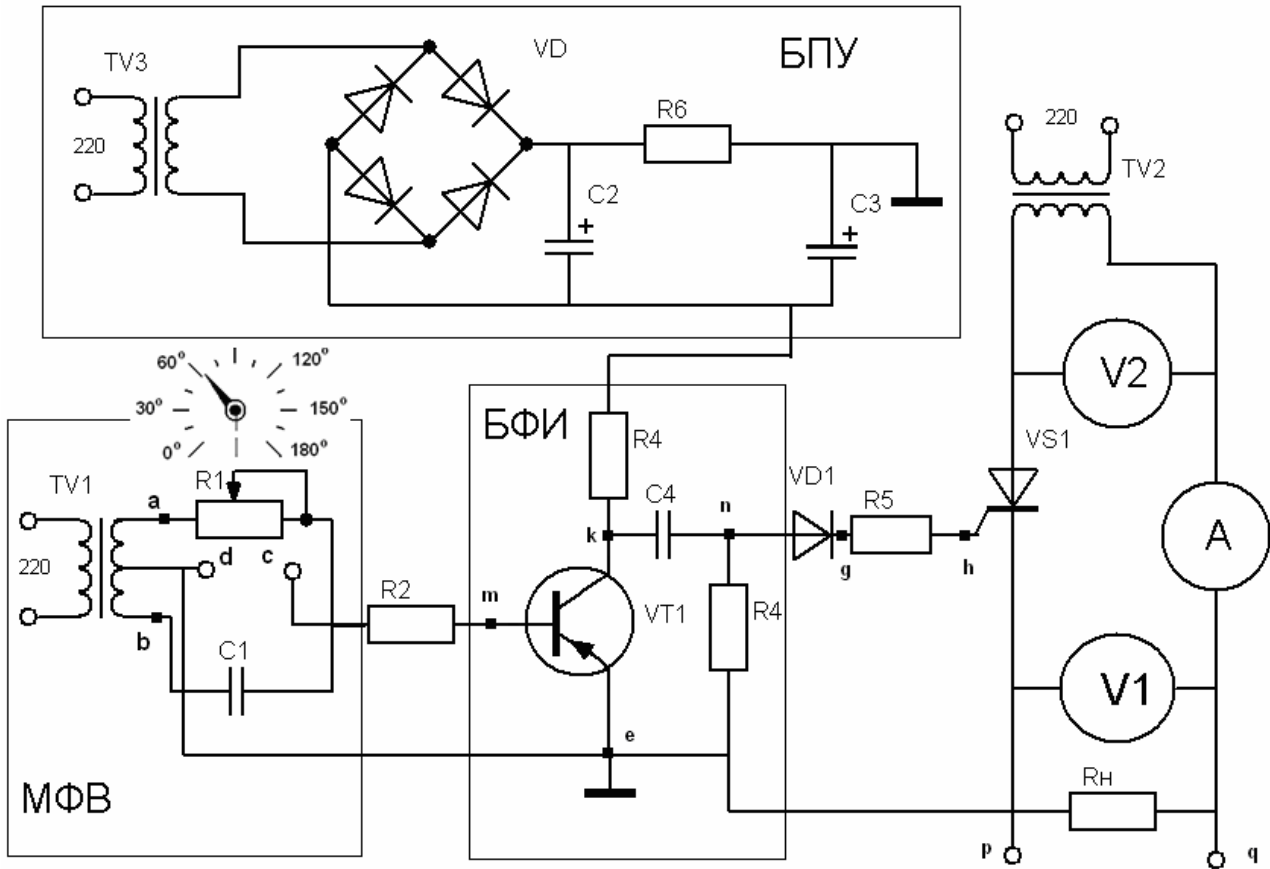 TV3
VD
БПУ
220
R6
C2
+
C3
+
220
TV2
60°
120°
30°
150°
0°
180°
БФИ
R4
V2
VS1
TV1
a
R1
VD1
R5
C4
n
k
g
h
A
d
c
220
R2
m
VT1
R4
b
C1
V1
e
МФВ
Rн
p
q